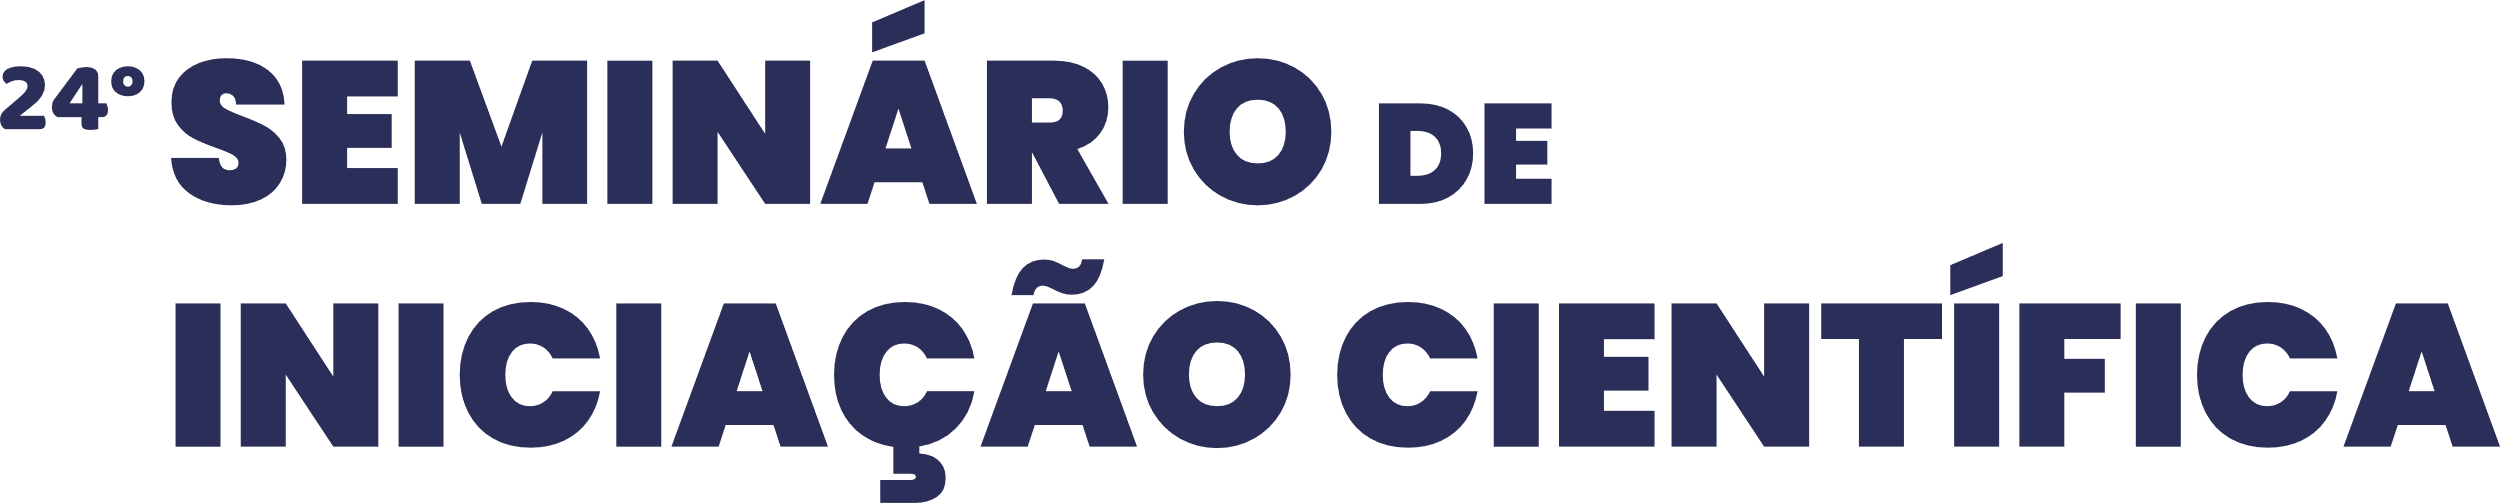 24º SEMINÁRIO DE
INICIAÇÃO CIENTÍFICA